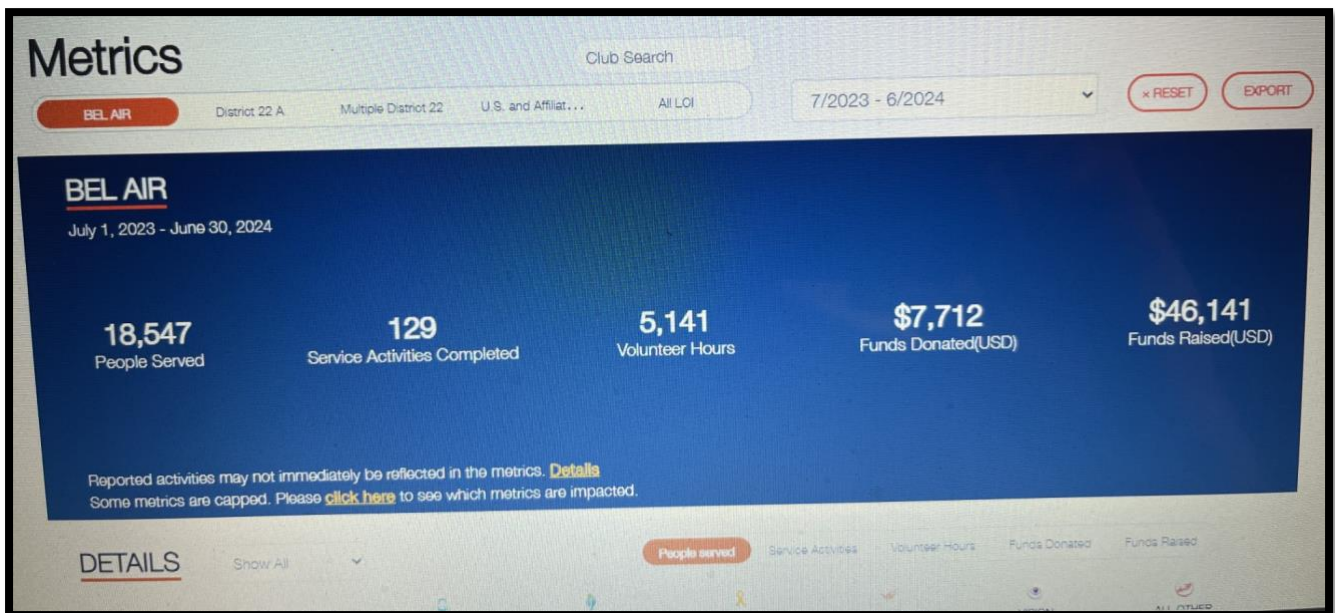 Metrics
Club Search
BEL AIR District 22 A Multiple District 22 U.S. and Affiliat... All LCI 7/2023 - 6/2024 × RESET EXPORT
BEL AIR
July 1, 2023 - June 30, 2024
18,547 129 5,141 $7,712 $46,141
People Served Service Activities Completed Volunteer Hours Funds Donated(USD) Funds Raised(USD)
Reported activities may not immediately be reflected in the metrics. Details
Some metrics are capped. Please click here to see which metrics are impacted.
DETAILS Show All People served Service Activities Volunteer Hours Funds Donated Funds Raised
VISION ALL OTHER